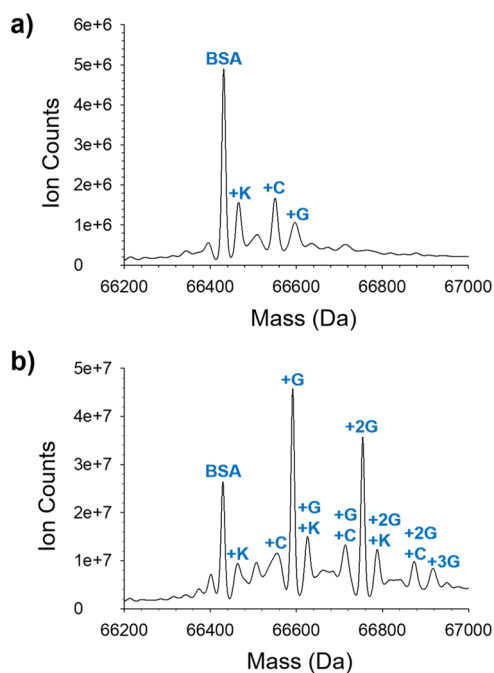 a)
6e+6
5e+6
4e+6
3e+6
2e+6
1e+6
0
Ion Counts
BSA
+K
+C
+G
66200 66400 66600 66800 67000
Mass (Da)
b)
5e+7
4e+7
3e+7
2e+7
1e+7
0
Ion Counts
BSA
+K
+C
+G
+G
+K
+G
+C
+2G
+2G
+K
+2G
+C
+3G
66200 66400 66600 66800 67000
Mass (Da)